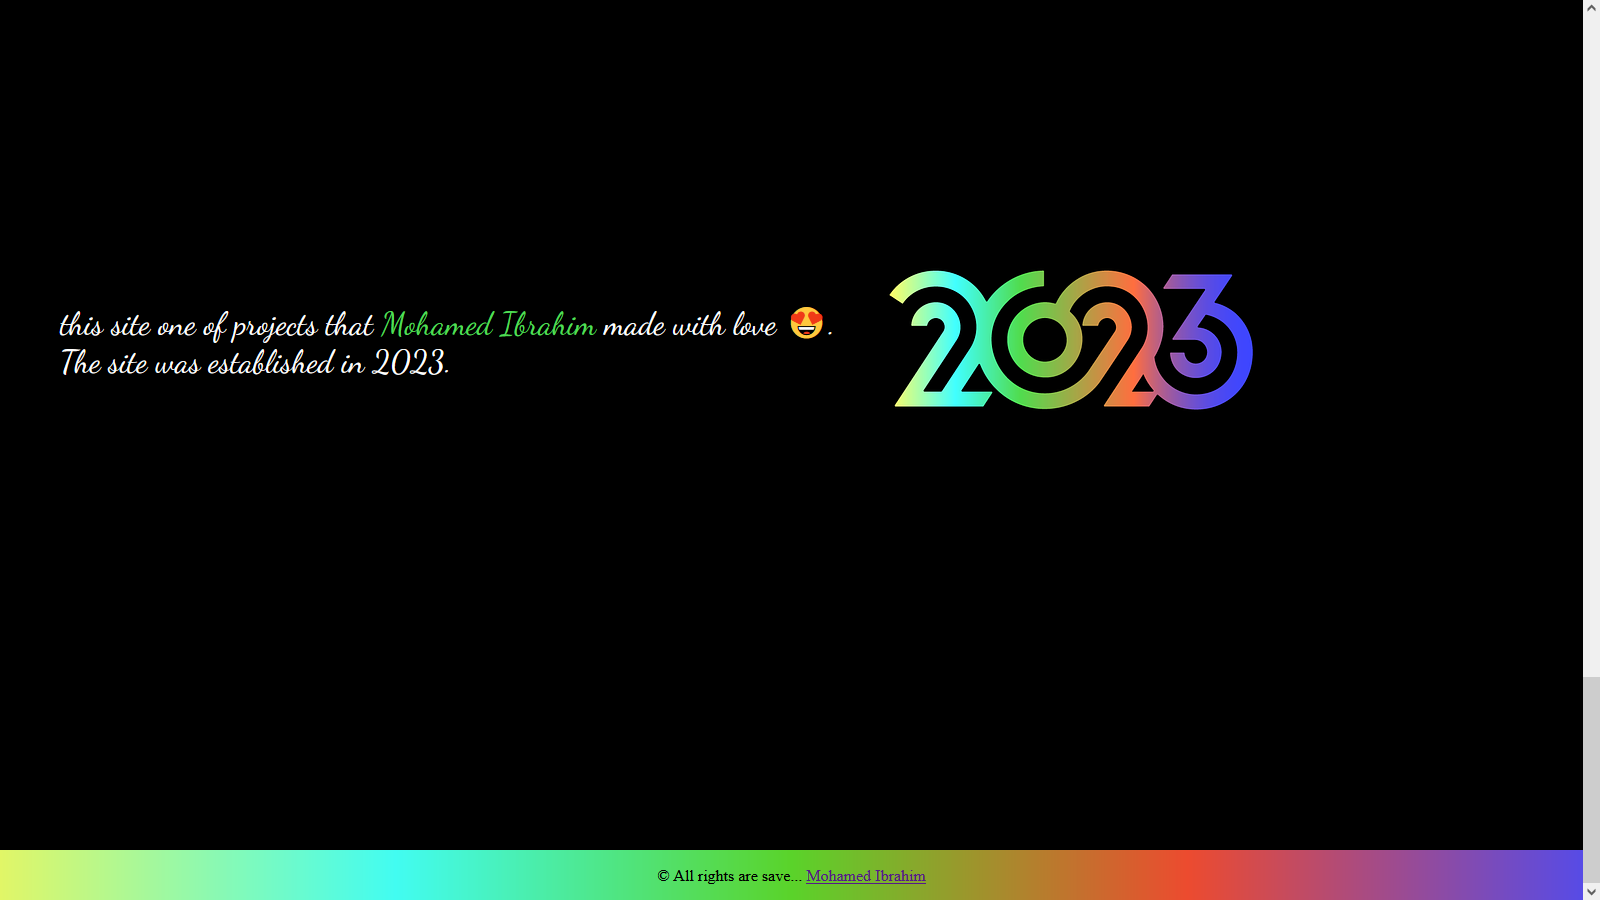 this site one of projects that Mohamed Ibrahim made with love 😍.
The site was established in 2023.
2023
© All rights are save... Mohamed Ibrahim